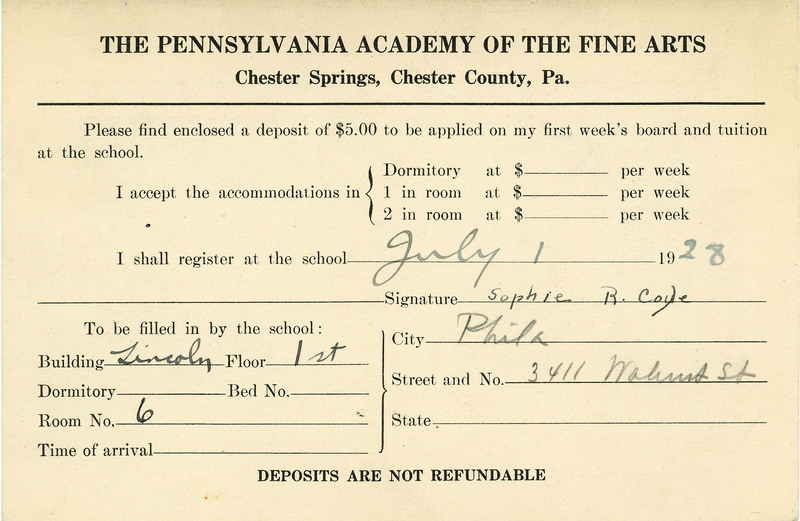 THE PENNSYLVANIA ACADEMY OF THE FINE ARTS
Chester Springs, Chester County, Pa.
Please find enclosed a deposit of $5.00 to be applied on my first week's board and tuition
at the school.
I accept the accommodations in
Dormitory at $ per week
1 in room at $ per week
2 in room at $ per week
I shall register at the school July 1 1928
Signature Sophie R. Coye
To be filled in by the school:
Building Lincoln Floor 1st
Dormitory Bed No.
Room No. 6
Time of arrival
City Phila
Street and No. 3411 Walnut St
State
DEPOSITS ARE NOT REFUNDABLE